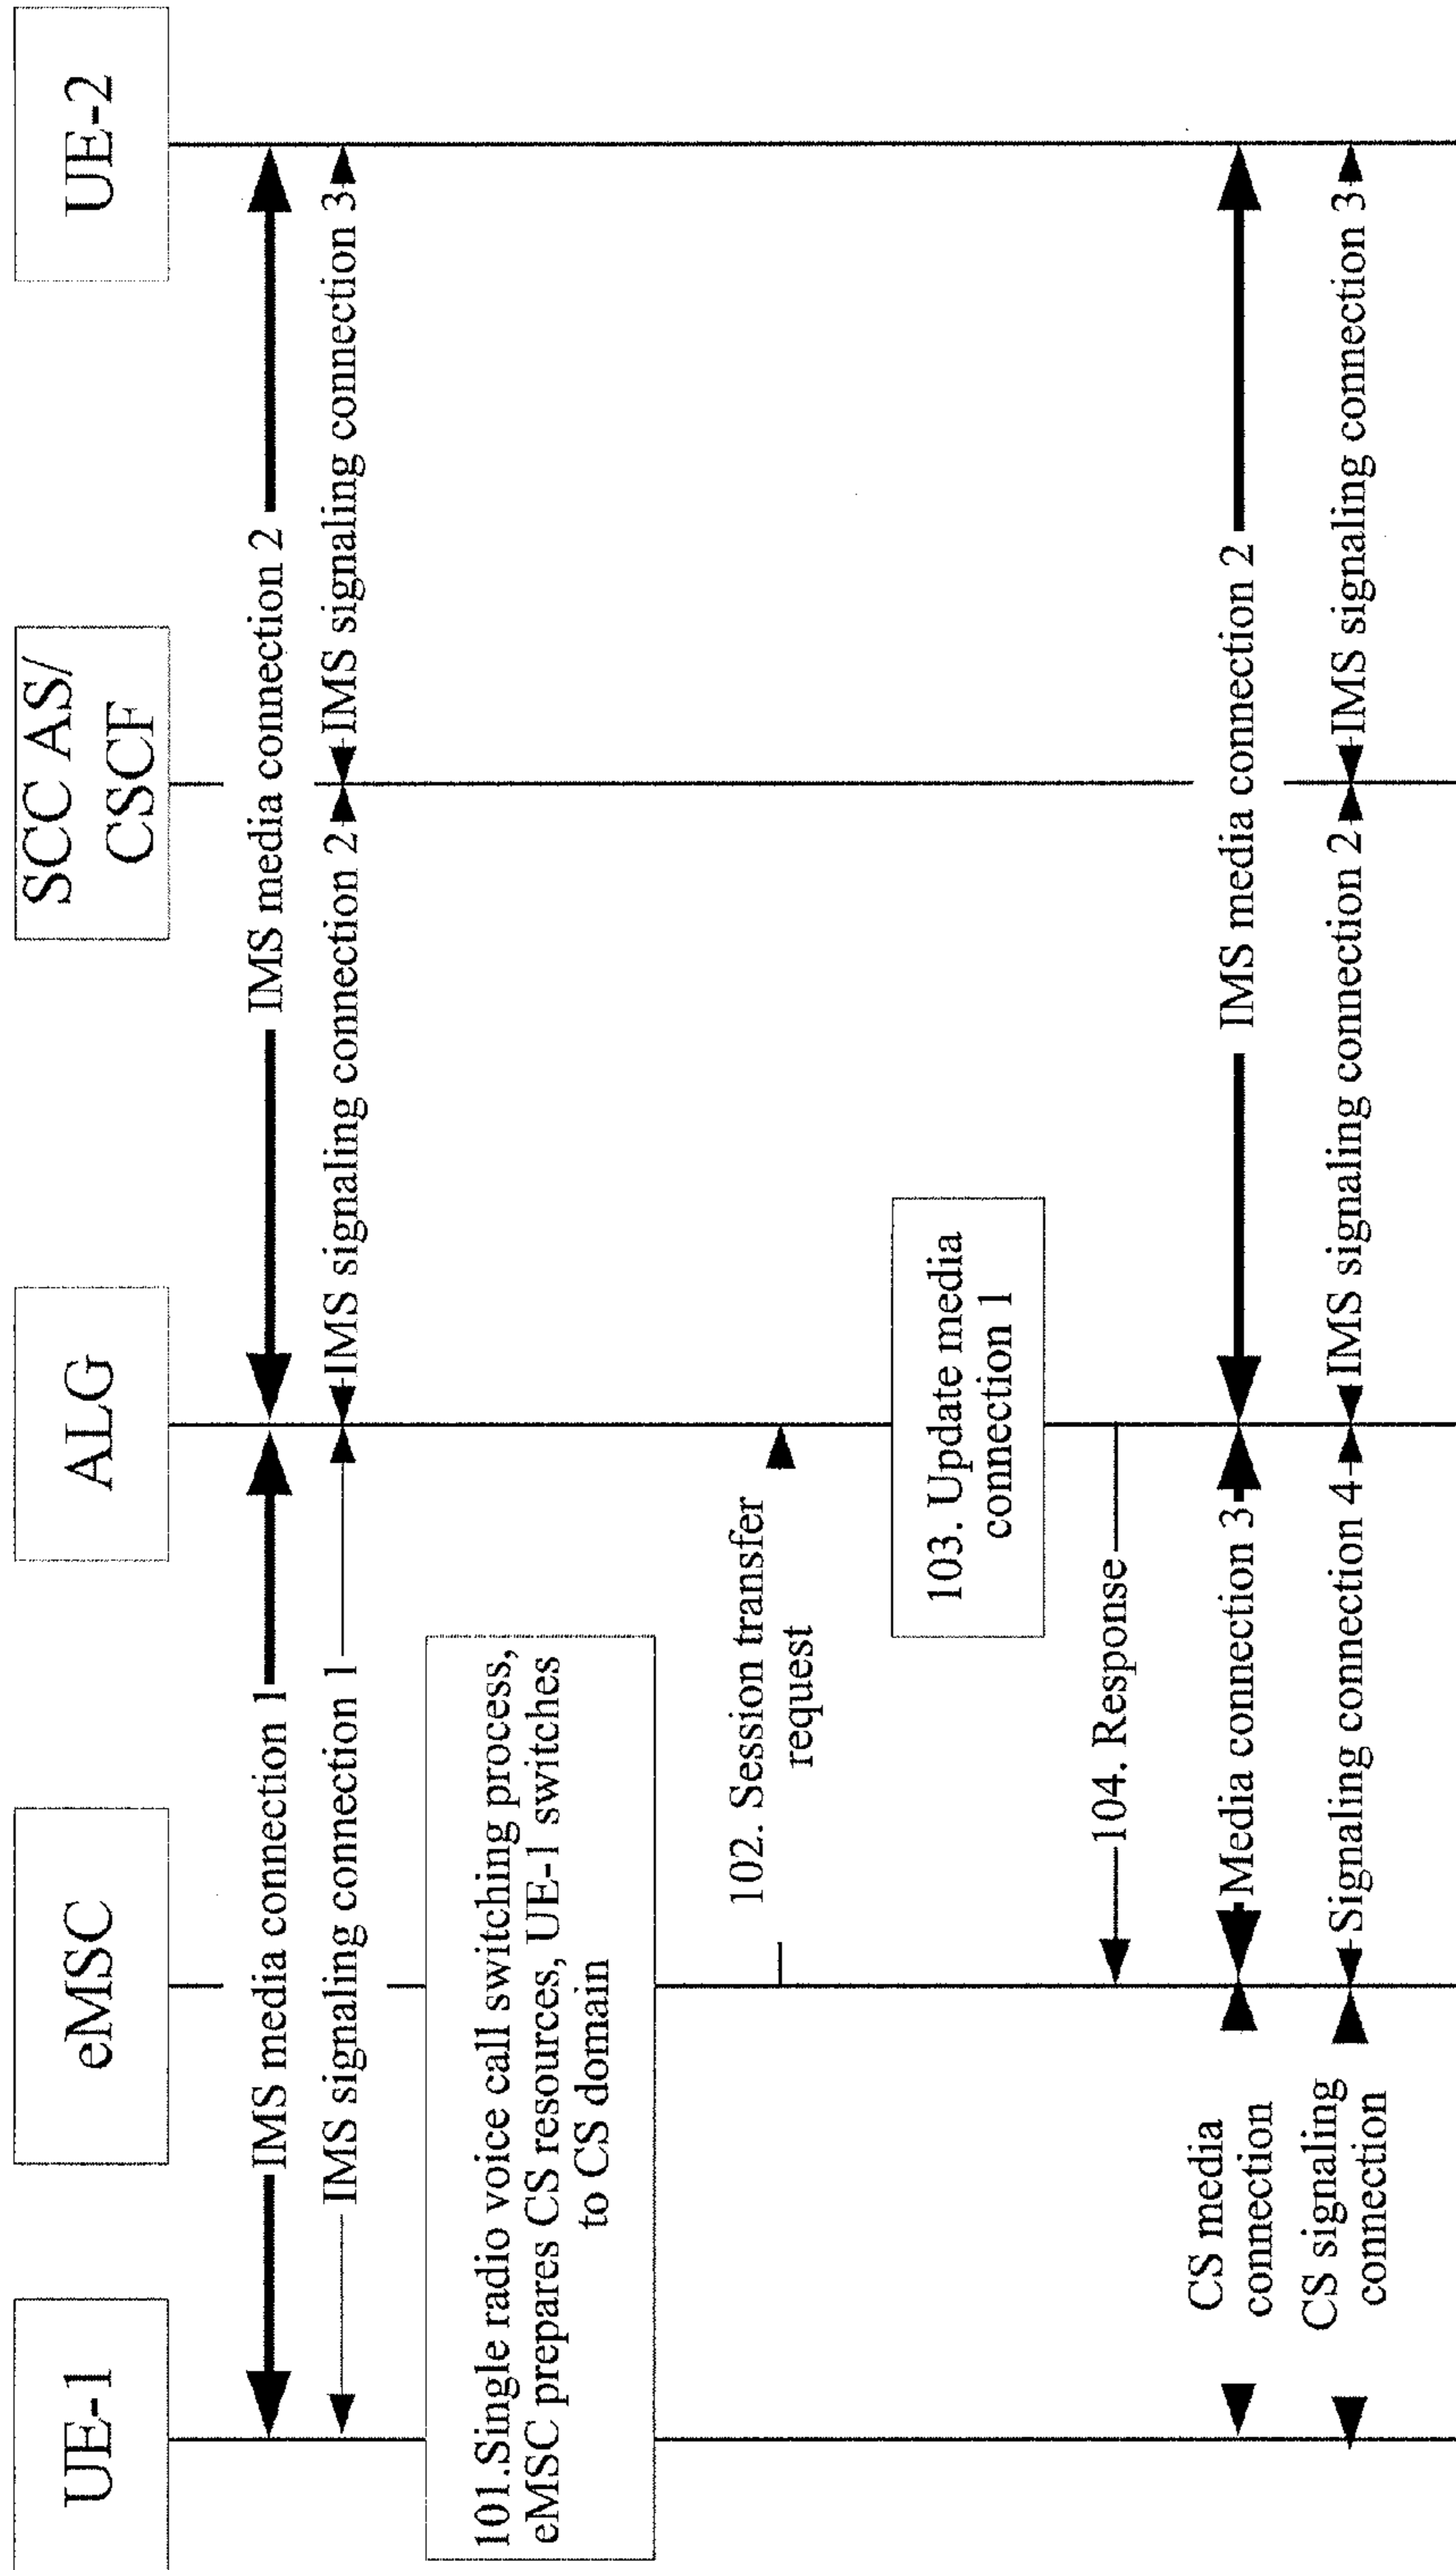 UE-1
eMSC
ALG
SCC AS/
CSCF
UE-2
IMS media connection 1
IMS media connection 2
IMS signaling connection 1
IMS signaling connection 2
IMS signaling connection 3
101.Single radio voice call switching process,
eMSC prepares CS resources, UE-1 switches
to CS domain
102. Session transfer
request
103. Update media
connection 1
104. Response
CS media
connection
Media connection 3
IMS media connection 2
CS signaling
connection
Signaling connection 4
IMS signaling connection 2
IMS signaling connection 3